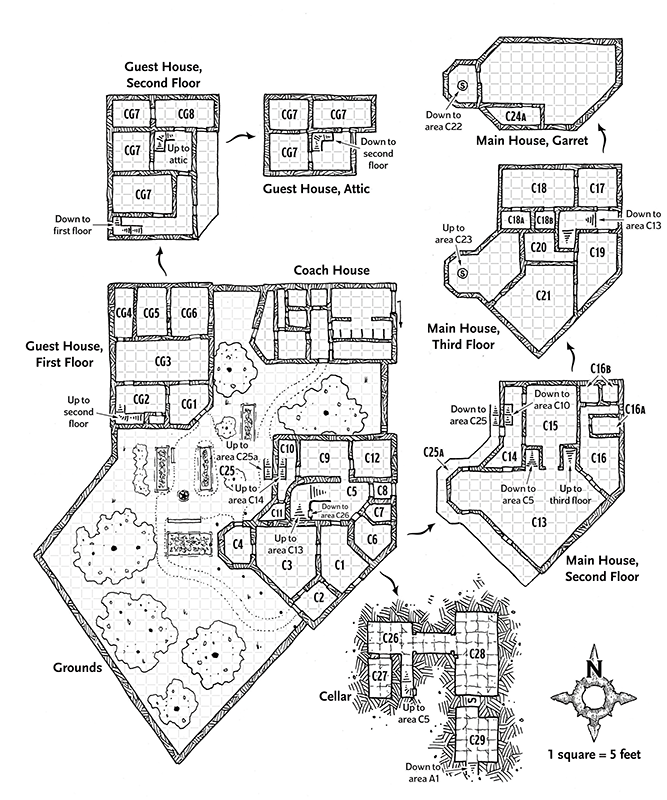 Guest House,
Second Floor
CG7
CG8
CG7
Up to
attic
CG7
Down to
first floor
CG7
CG7
CG7
Down to
second
floor
Guest House, Attic
S
Down to
area C22
C24A
Main House, Garret
C18
C17
C18A
C18B
Down to
area C13
Up to
area C23
S
C20
C19
C21
Main House,
Third Floor
Coach House
CG4
CG5
CG6
Guest House,
First Floor
CG3
CG2
CG1
Up to
second
floor
Up to
area C25a
C10
C9
C12
C25
Up to
area C14
C5
C8
C11
Down to
area C26
C7
C4
Up to
area C13
C6
C3
C1
C2
Grounds
C16B
Down to
area C10
Down to
area C25
C15
C16A
C25A
C14
C16
Down to
area C5
Up to
third floor
C13
Main House,
Second Floor
C26
C28
C27
Cellar
Up to
area C5
S
C29
Down to
area A1
N
1 square = 5 feet